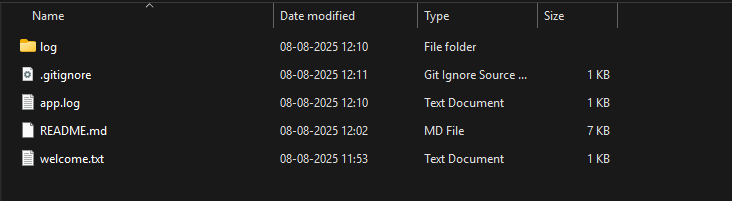 Name Date modified Type Size
log 08-08-2025 12:10 File folder
.gitignore 08-08-2025 12:11 Git Ignore Source ... 1 KB
app.log 08-08-2025 12:10 Text Document 1 KB
README.md 08-08-2025 12:02 MD File 7 KB
welcome.txt 08-08-2025 11:53 Text Document 1 KB